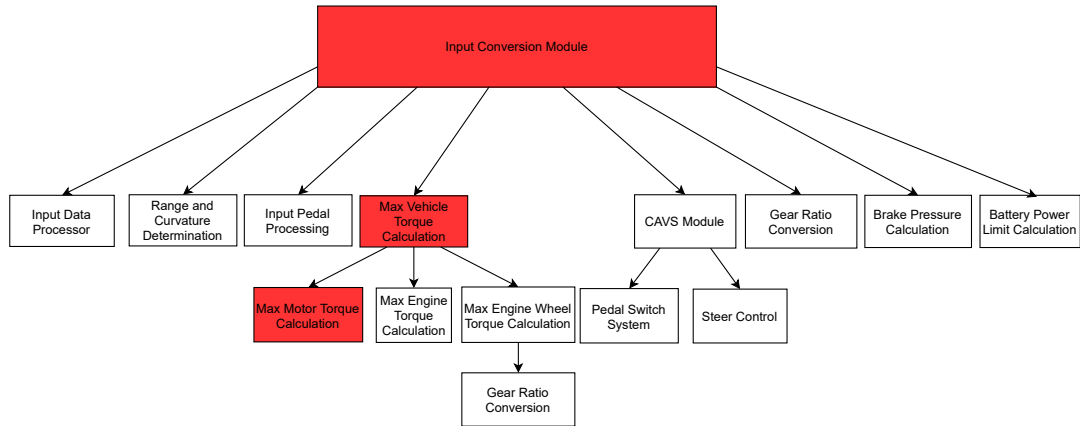 Input Conversion Module
Input Data
Processor
Range and
Curvature
Determination
Input Pedal
Processing
Max Vehicle
Torque
Calculation
CAVS Module
Gear Ratio
Conversion
Brake Pressure
Calculation
Battery Power
Limit Calculation
Max Motor Torque
Calculation
Max Engine
Torque
Calculation
Max Engine Wheel
Torque Calculation
Pedal Switch
System
Steer Control
Gear Ratio
Conversion